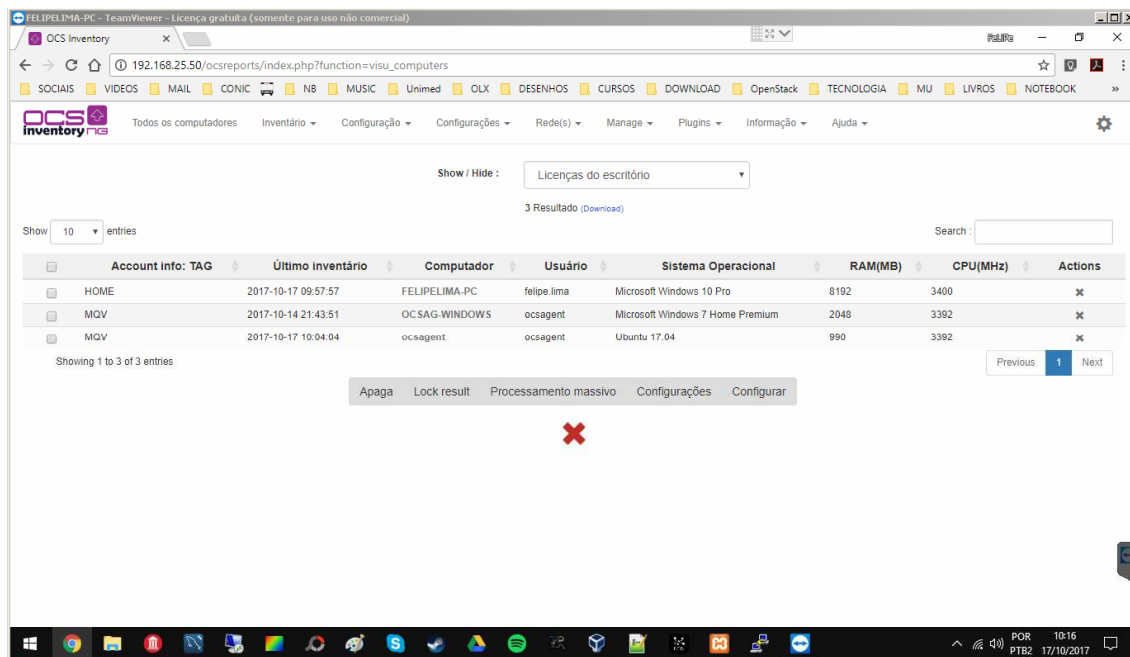 FELIPELIMA-PC - TeamViewer - Licença gratuita (somente para uso não comercial)
OCS Inventory
FeLiPe
192.168.25.50/ocsreports/index.php?function=visu_computers
SOCIAIS VIDEOS MAIL CONIC NB MUSIC Unimed OLX DESENHOS CURSOS DOWNLOAD OpenStack TECNOLOGIA MU LIVROS NOTEBOOK »
OCS inventory NG
Todos os computadores Inventário Configuração Configurações Rede(s) Manage Plugins Informação Ajuda
Show / Hide : Licenças do escritório
3 Resultado (Download)
Show 10 entries Search :
Account info: TAG Último inventário Computador Usuário Sistema Operacional RAM(MB) CPU(MHz) Actions
HOME 2017-10-17 09:57:57 FELIPELIMA-PC felipe.lima Microsoft Windows 10 Pro 8192 3400
MQV 2017-10-14 21:43:51 OCSAG-WINDOWS ocsagent Microsoft Windows 7 Home Premium 2048 3392
MQV 2017-10-17 10:04:04 ocsagent ocsagent Ubuntu 17.04 990 3392
Showing 1 to 3 of 3 entries
Previous 1 Next
Apaga Lock result Processamento massivo Configurações Configurar
POR 10:16
PTB2 17/10/2017